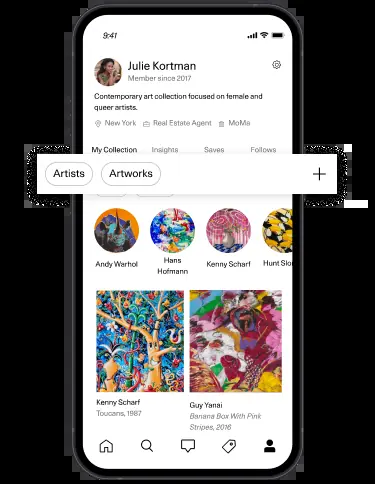 9:41
Julie Kortman
Member since 2017
Contemporary art collection focused on female and
queer artists.
New York Real Estate Agent MoMa
My Collection Insights Saves Follows
Artists Artworks
Andy Warhol
Hans
Hofmann
Kenny Scharf
Hunt Slo
Kenny Scharf
Toucans, 1987
Guy Yanai
Banana Box With Pink
Stripes, 2016